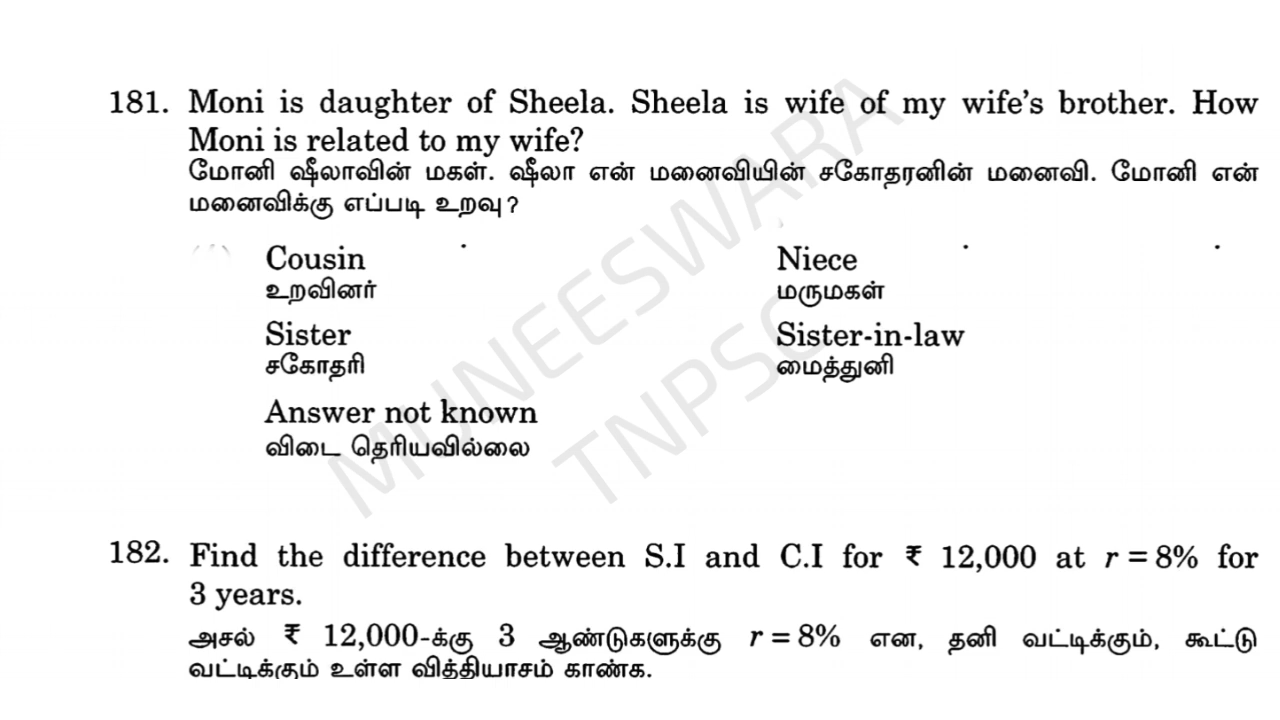 181. Moni is daughter of Sheela. Sheela is wife of my wife's brother. How
Moni is related to my wife?
மோனி ஷீலாவின் மகள். ஷீலா என் மனைவியின் சகோதரனின் மனைவி. மோனி என்
மனைவிக்கு எப்படி உறவு?
Cousin Niece
உறவினர் மருமகள்
Sister Sister-in-law
சகோதரி மைத்துனி
Answer not known
விடை தெரியவில்லை
MUNEESWARA
TNPSC
182. Find the difference between S.I and C.I for ₹ 12,000 at r = 8% for
3 years.
அசல் ₹ 12,000-க்கு 3 ஆண்டுகளுக்கு r = 8% என, தனி வட்டிக்கும், கூட்டு
வட்டிக்கும் உள்ள வித்தியாசம் காண்க.